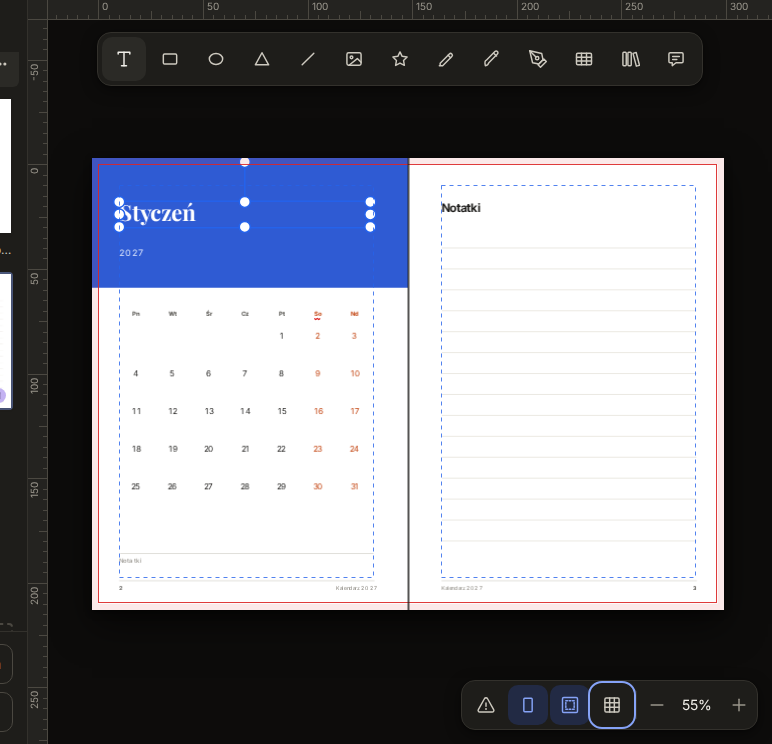 0 50 100 150 200 250 300
-50
0
50
100
150
200
250
Styczeń
2027
Pn Wt Śr Cz Pt So Nd
1 2 3
4 5 6 7 8 9 10
11 12 13 14 15 16 17
18 19 20 21 22 23 24
25 26 27 28 29 30 31
Notatki
2 Kalendarz 2027
Notatki
Kalendarz 2027 3
55%